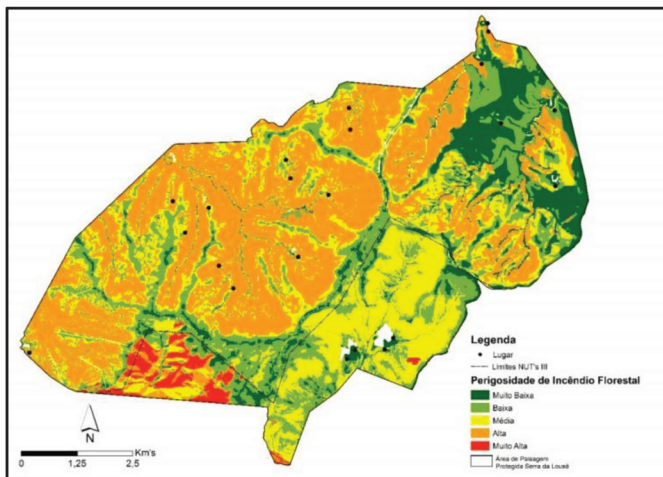 Legenda
Lugar
Limites NUT's III
Perigosidade de Incêndio Florestal
Muito Baixa
Baixa
Média
Alta
Muito Alta
Área de Paisagem
Protegida Serra da Lousã
N
Km's
0 1,25 2,5